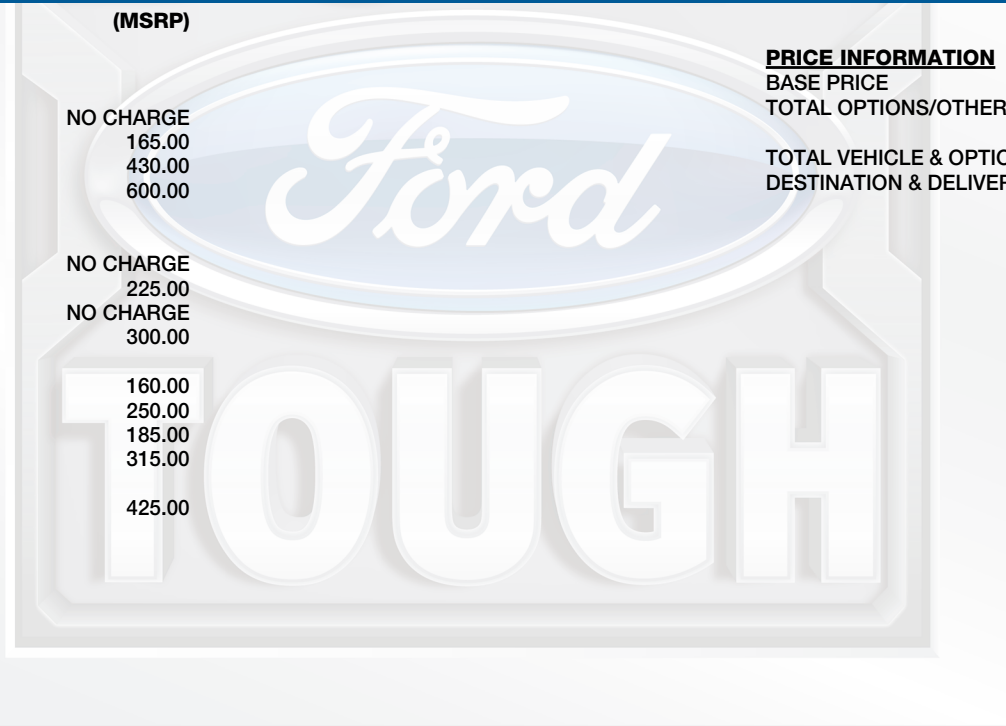 (MSRP)
NO CHARGE
165.00
430.00
600.00
NO CHARGE
225.00
NO CHARGE
300.00
160.00
250.00
185.00
315.00
425.00
PRICE INFORMATION
BASE PRICE
TOTAL OPTIONS/OTHER
TOTAL VEHICLE & OPTIO
DESTINATION & DELIVER
Ford
TOUGH